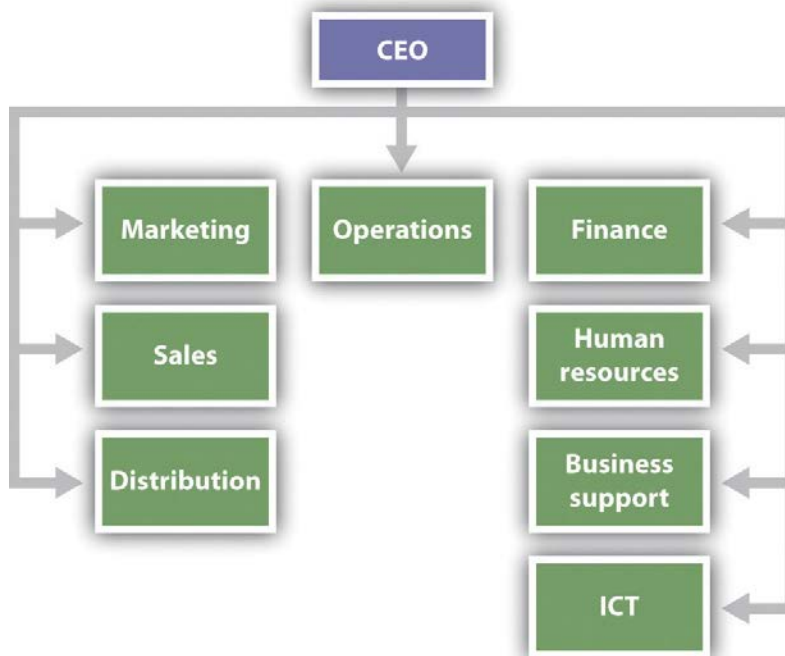 CEO
Marketing
Operations
Finance
Sales
Human
resources
Distribution
Business
support
ICT